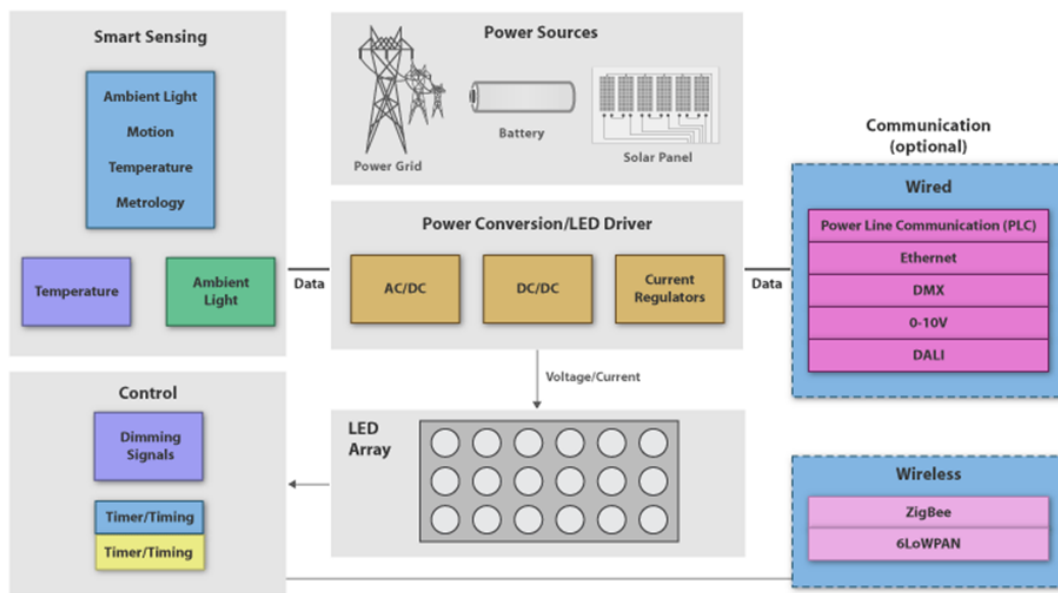 Smart Sensing
Ambient Light
Motion
Temperature
Metrology
Temperature
Ambient
Light
Data
Power Sources
Power Grid
Battery
Solar Panel
Power Conversion/LED Driver
AC/DC
DC/DC
Current
Regulators
Data
Voltage/Current
Communication
(optional)
Wired
Power Line Communication (PLC)
Ethernet
DMX
0-10V
DALI
Control
Dimming
Signals
Timer/Timing
Timer/Timing
LED
Array
Wireless
ZigBee
6LoWPAN